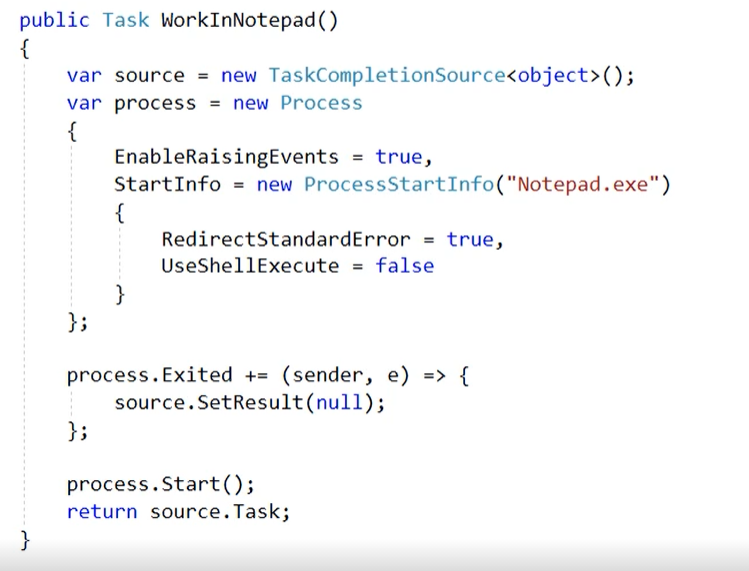 public Task WorkInNotepad()
{
    var source = new TaskCompletionSource<object>();
    var process = new Process
    {
        EnableRaisingEvents = true,
        StartInfo = new ProcessStartInfo("Notepad.exe")
        {
            RedirectStandardError = true,
            UseShellExecute = false
        }
    };

    process.Exited += (sender, e) => {
        source.SetResult(null);
    };

    process.Start();
    return source.Task;
}